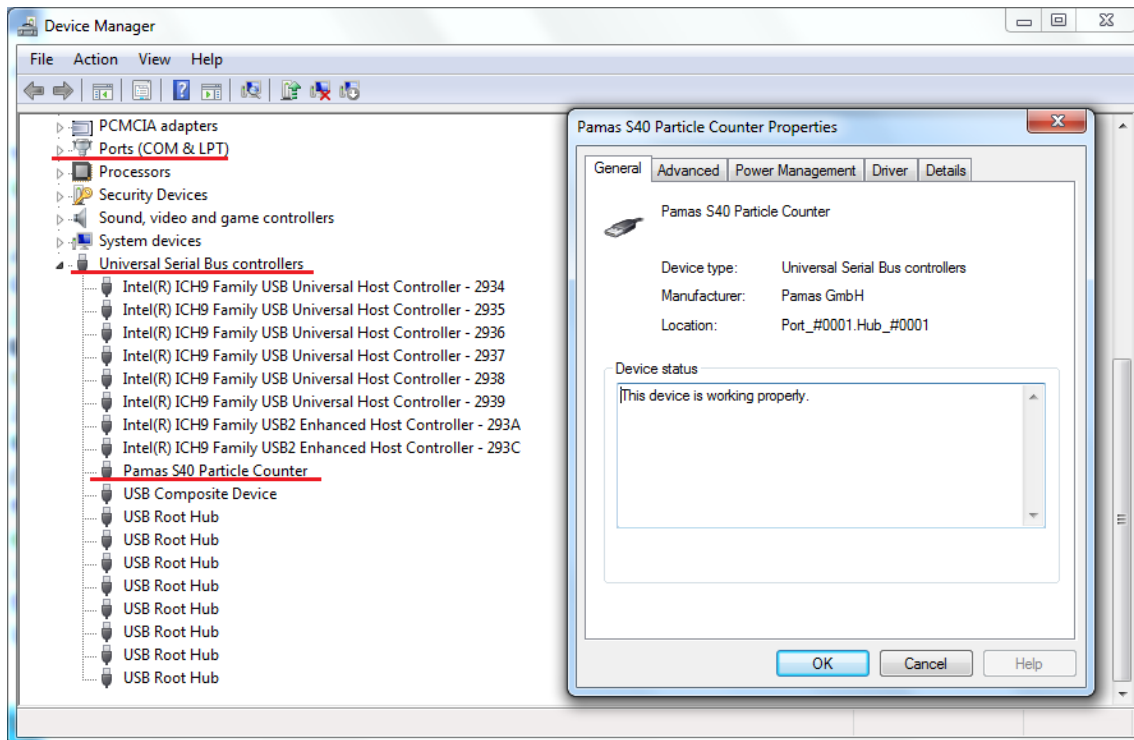 Device Manager
File Action View Help
PCMCIA adapters
Ports (COM & LPT)
Processors
Security Devices
Sound, video and game controllers
System devices
Universal Serial Bus controllers
Intel(R) ICH9 Family USB Universal Host Controller - 2934
Intel(R) ICH9 Family USB Universal Host Controller - 2935
Intel(R) ICH9 Family USB Universal Host Controller - 2936
Intel(R) ICH9 Family USB Universal Host Controller - 2937
Intel(R) ICH9 Family USB Universal Host Controller - 2938
Intel(R) ICH9 Family USB Universal Host Controller - 2939
Intel(R) ICH9 Family USB2 Enhanced Host Controller - 293A
Intel(R) ICH9 Family USB2 Enhanced Host Controller - 293C
Pamas S40 Particle Counter
USB Composite Device
USB Root Hub
USB Root Hub
USB Root Hub
USB Root Hub
USB Root Hub
USB Root Hub
USB Root Hub
USB Root Hub
Pamas S40 Particle Counter Properties
General Advanced Power Management Driver Details
Pamas S40 Particle Counter
Device type: Universal Serial Bus controllers
Manufacturer: Pamas GmbH
Location: Port_#0001.Hub_#0001
Device status
This device is working properly.
OK Cancel Help